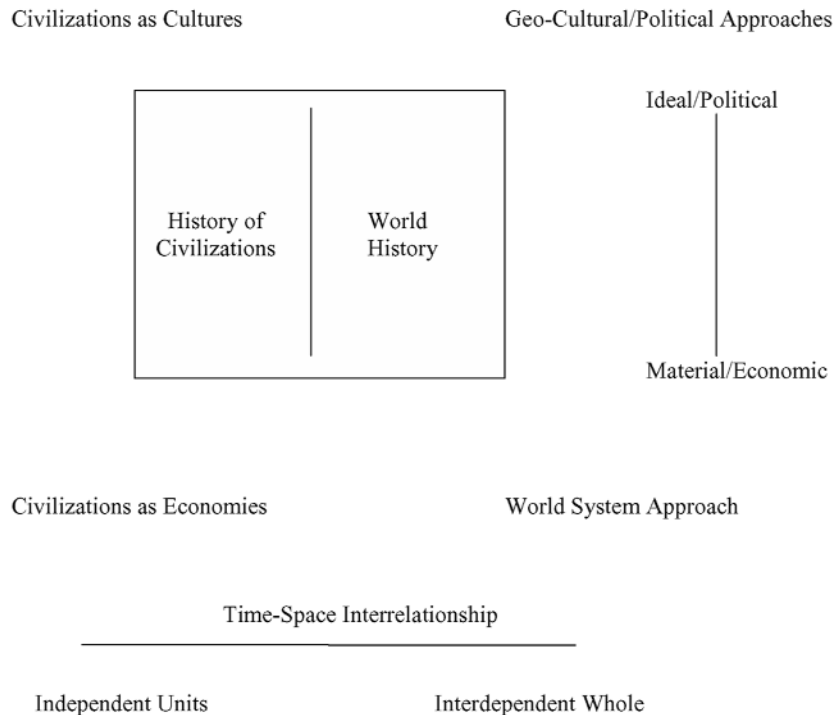 Civilizations as Cultures
Geo-Cultural/Political Approaches
Ideal/Political
History of
Civilizations
World
History
Material/Economic
Civilizations as Economies
World System Approach
Time-Space Interrelationship
Independent Units
Interdependent Whole